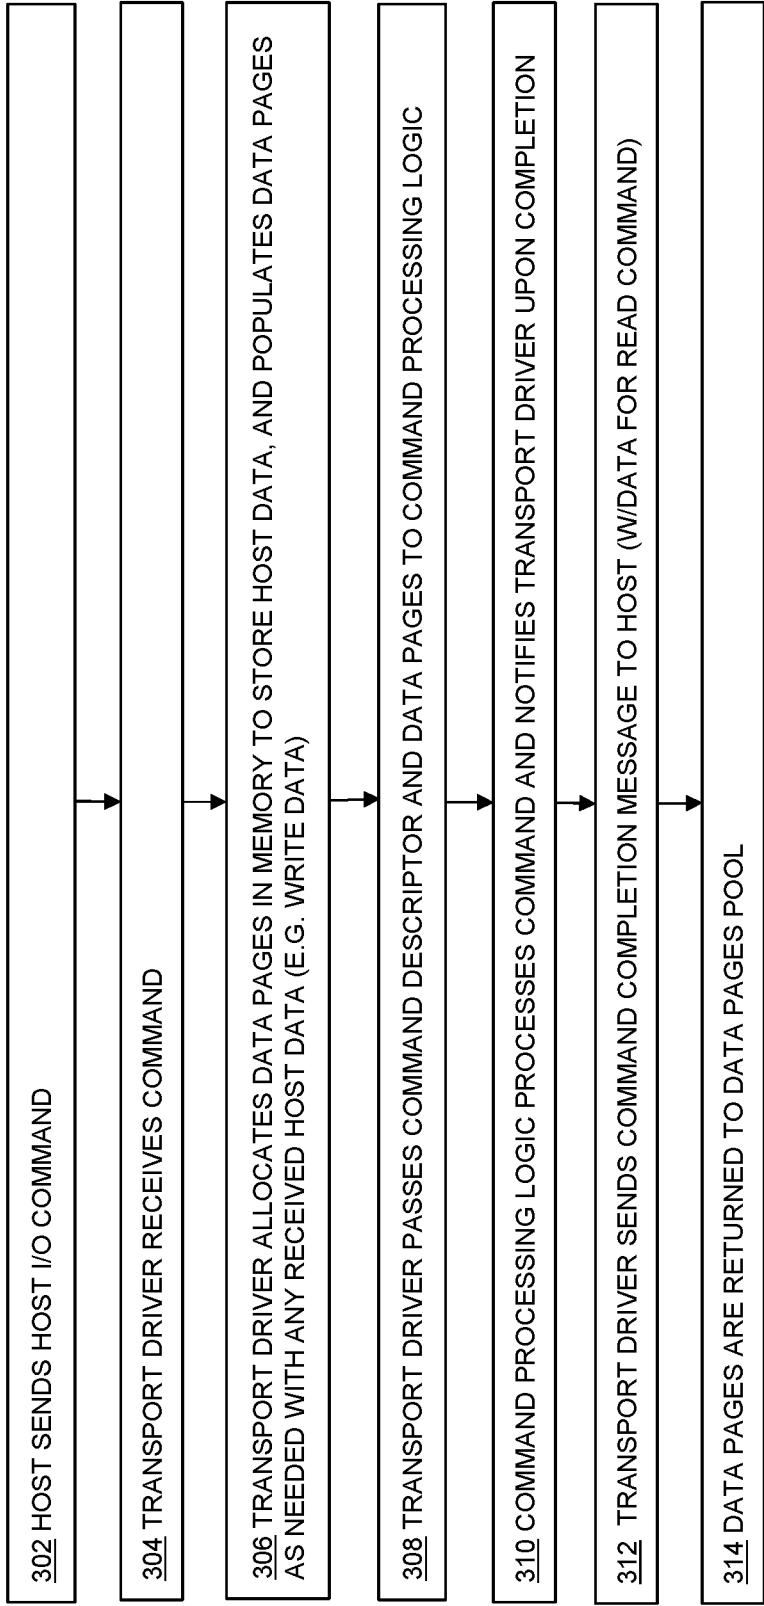 302 HOST SENDS HOST I/O COMMAND
304 TRANSPORT DRIVER RECEIVES COMMAND
306 TRANSPORT DRIVER ALLOCATES DATA PAGES IN MEMORY TO STORE HOST DATA, AND POPULATES DATA PAGES
AS NEEDED WITH ANY RECEIVED HOST DATA (E.G. WRITE DATA)
308 TRANSPORT DRIVER PASSES COMMAND DESCRIPTOR AND DATA PAGES TO COMMAND PROCESSING LOGIC
310 COMMAND PROCESSING LOGIC PROCESSES COMMAND AND NOTIFIES TRANSPORT DRIVER UPON COMPLETION
312 TRANSPORT DRIVER SENDS COMMAND COMPLETION MESSAGE TO HOST (W/DATA FOR READ COMMAND)
314 DATA PAGES ARE RETURNED TO DATA PAGES POOL